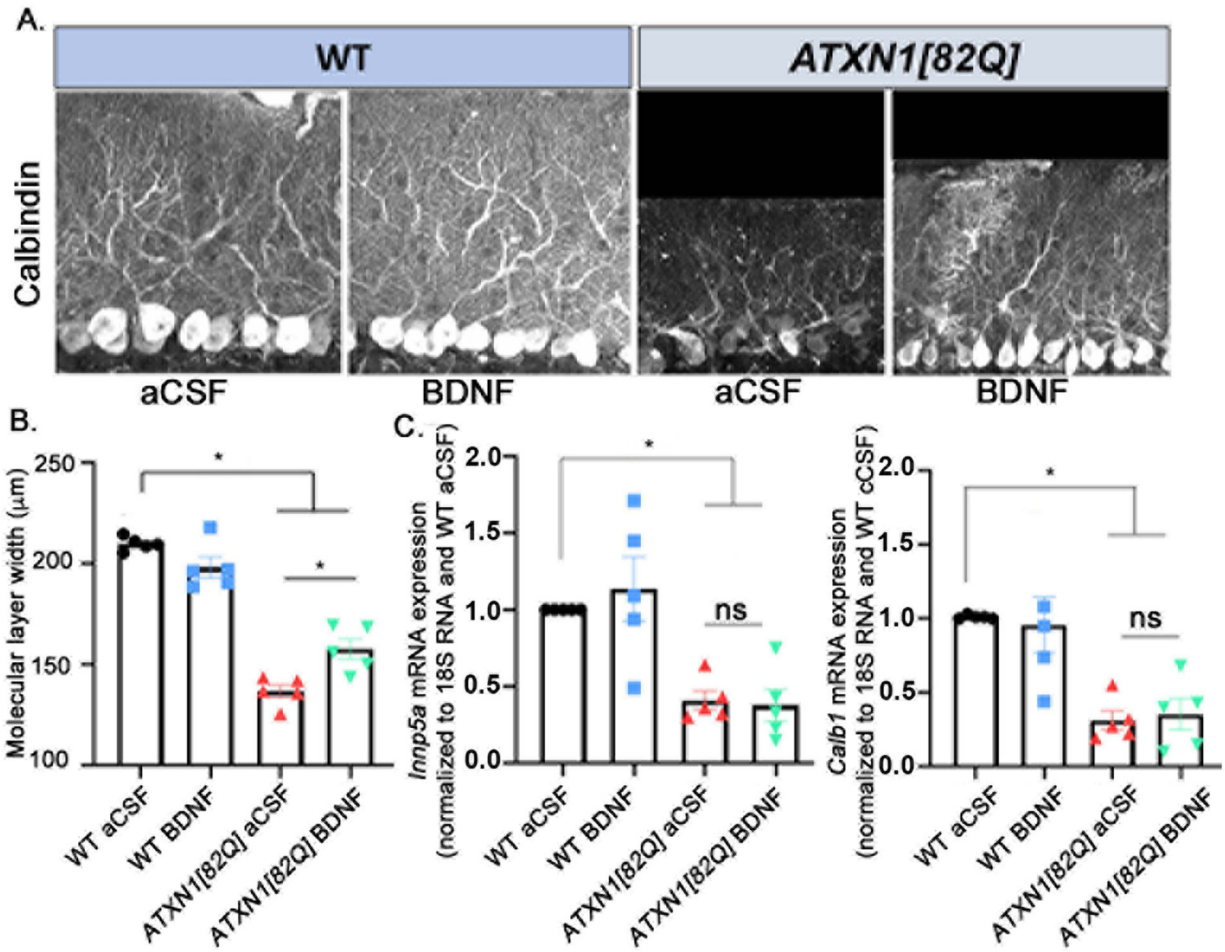 A.
WT
ATXN1[82Q]
Calbindin
aCSF
BDNF
aCSF
BDNF
B.
Molecular layer width (μm)
250
200
150
100
*
*
WT aCSF
WT BDNF
ATXN1[82Q] aCSF
ATXN1[82Q] BDNF
C.
Innp5a mRNA expression
(normalized to 18S RNA and WT aCSF)
2.0
1.5
1.0
0.5
0.0
*
ns
WT aCSF
WT BDNF
ATXN1[82Q] aCSF
ATXN1[82Q] BDNF
Calb1 mRNA expression
(normalized to 18S RNA and WT cCSF)
2.0
1.5
1.0
0.5
0.0
*
ns
WT aCSF
WT BDNF
ATXN1[82Q] aCSF
ATXN1[82Q] BDNF